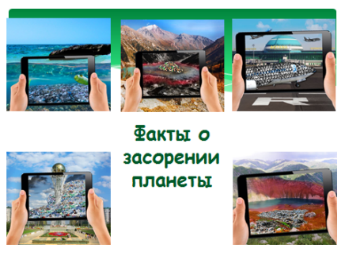 Факты о
засорении
планеты